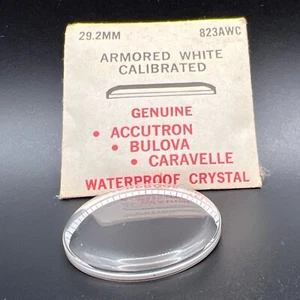 29.2MM 823AWC
ARMORED WHITE
CALIBRATED
GENUINE
• ACCUTRON
• BULOVA
• CARAVELLE
WATERPROOF CRYSTAL